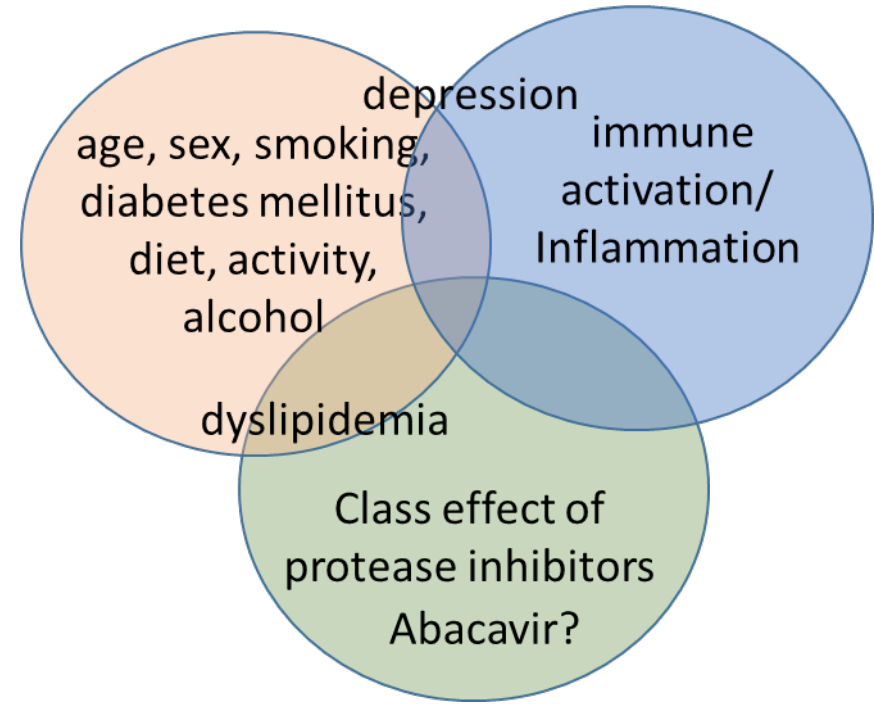 depression
age, sex, smoking,
diabetes mellitus,
diet, activity,
alcohol
immune
activation/
Inflammation
dyslipidemia
Class effect of
protease inhibitors
Abacavir?